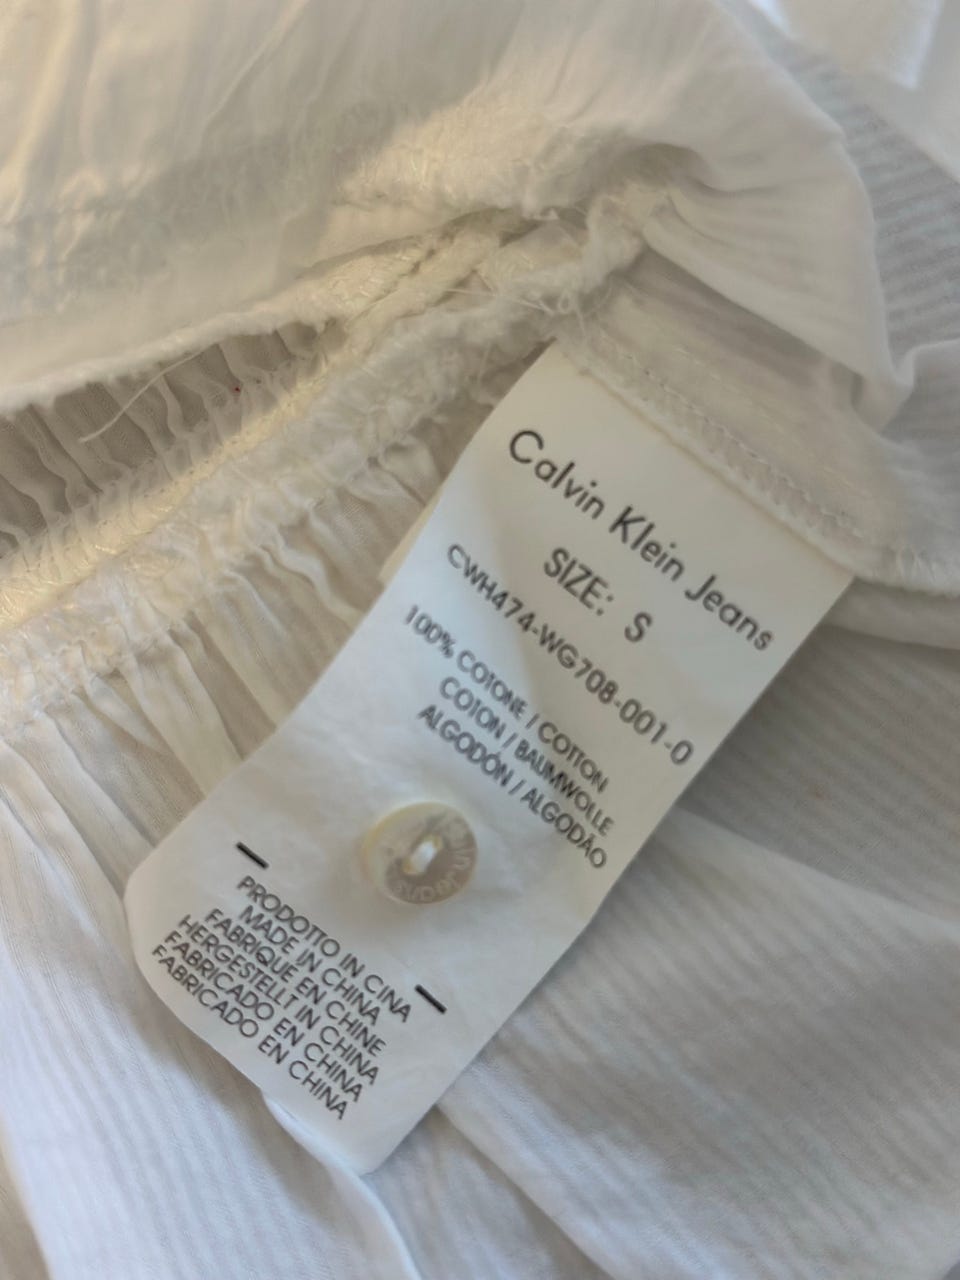 Calvin Klein Jeans
SIZE: S
CWH474-WG708-001-0
100% COTONE / COTTON
COTON / BAUMWOLLE
ALGODÓN / ALGODÃO
PRODOTTO IN CINA
MADE IN CHINA
FABRIQUE EN CHINE
HERGESTELLT IN CHINA
FABRICADO EN CHINA
FABRICADO EN CHINA